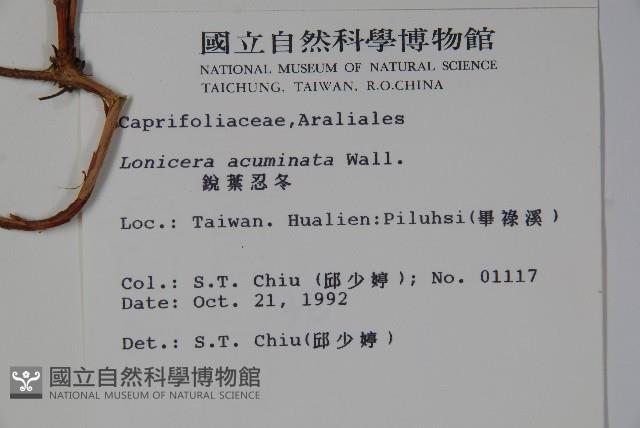 國立自然科學博物館
NATIONAL MUSEUM OF NATURAL SCIENCE
TAICHUNG, TAIWAN, R.O.CHINA
Caprifoliaceae,Araliales
Lonicera acuminata Wall.
銳葉忍冬
Loc.: Taiwan. Hualien:Piluhsi(畢祿溪)
Col.: S.T. Chiu (邱少婷); No. 01117
Date: Oct. 21, 1992
Det.: S.T. Chiu(邱少婷)
國立自然科學博物館
NATIONAL MUSEUM OF NATURAL SCIENCE